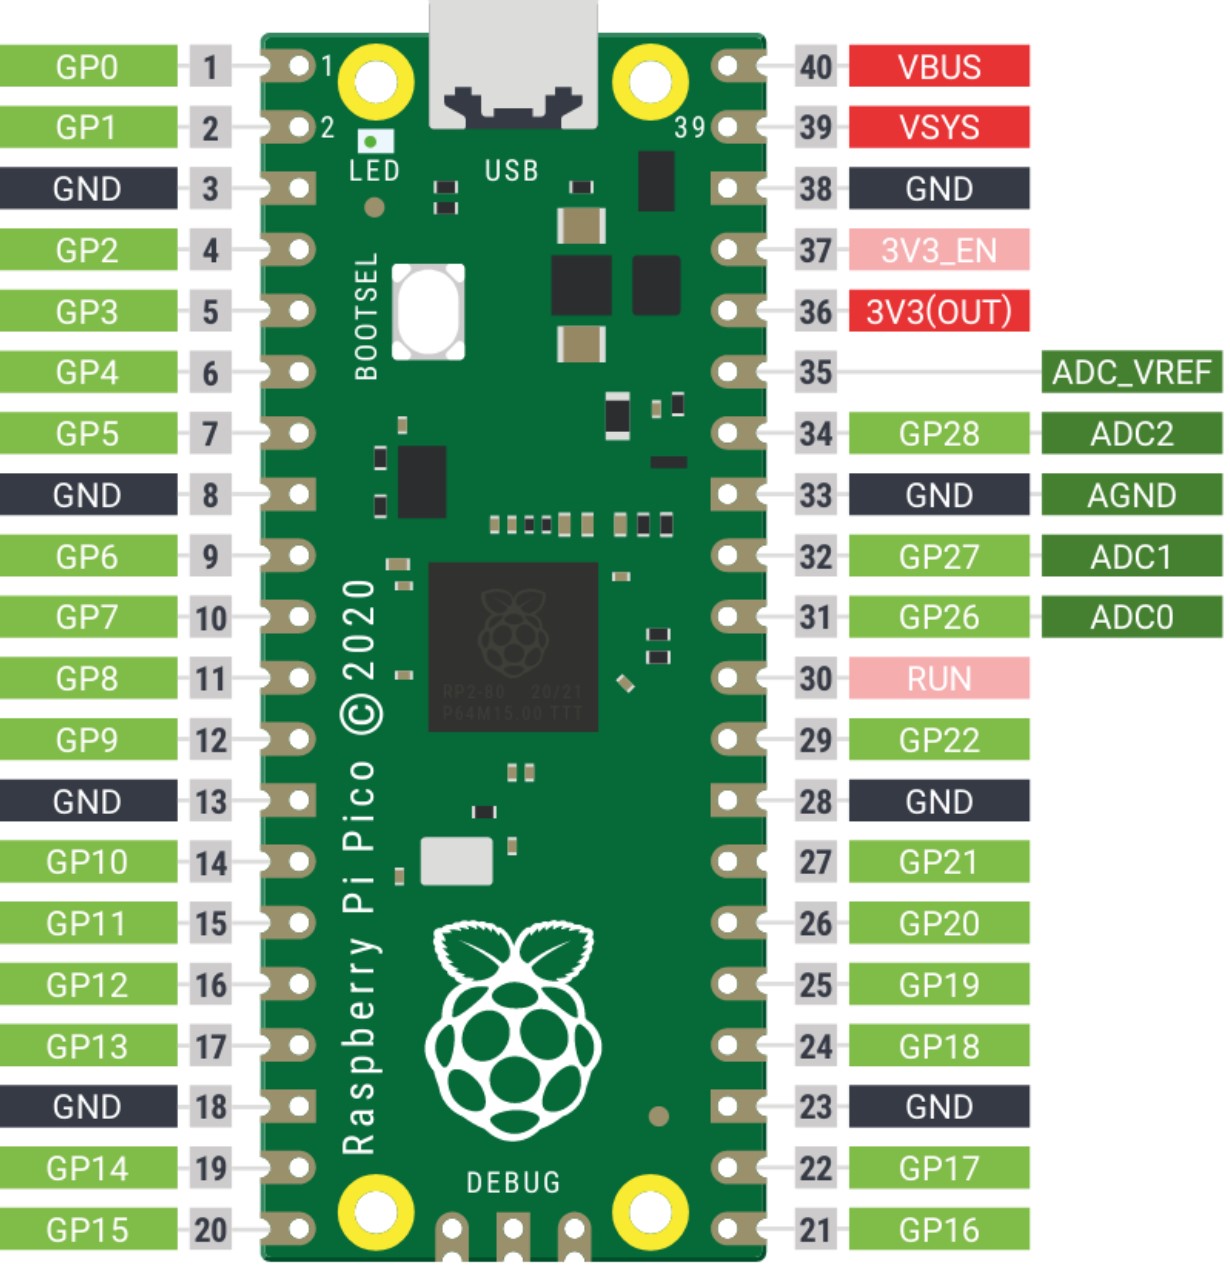 GP0 1 1 40 VBUS
GP1 2 2 39 39 VSYS
LED USB
GND 3 38 GND
GP2 4 37 3V3_EN
BOOTSEL
GP3 5 36 3V3(OUT)
GP4 6 35 ADC_VREF
GP5 7 34 GP28 ADC2
GND 8 33 GND AGND
GP6 9 32 GP27 ADC1
GP7 10 31 GP26 ADC0
GP8 11 30 RUN
RP2-80 20/21
P64M15.00 TTT
GP9 12 29 GP22
GND 13 28 GND
Raspberry Pi Pico ©2020
GP10 14 27 GP21
GP11 15 26 GP20
GP12 16 25 GP19
GP13 17 24 GP18
GND 18 23 GND
GP14 19 22 GP17
DEBUG
GP15 20 21 GP16